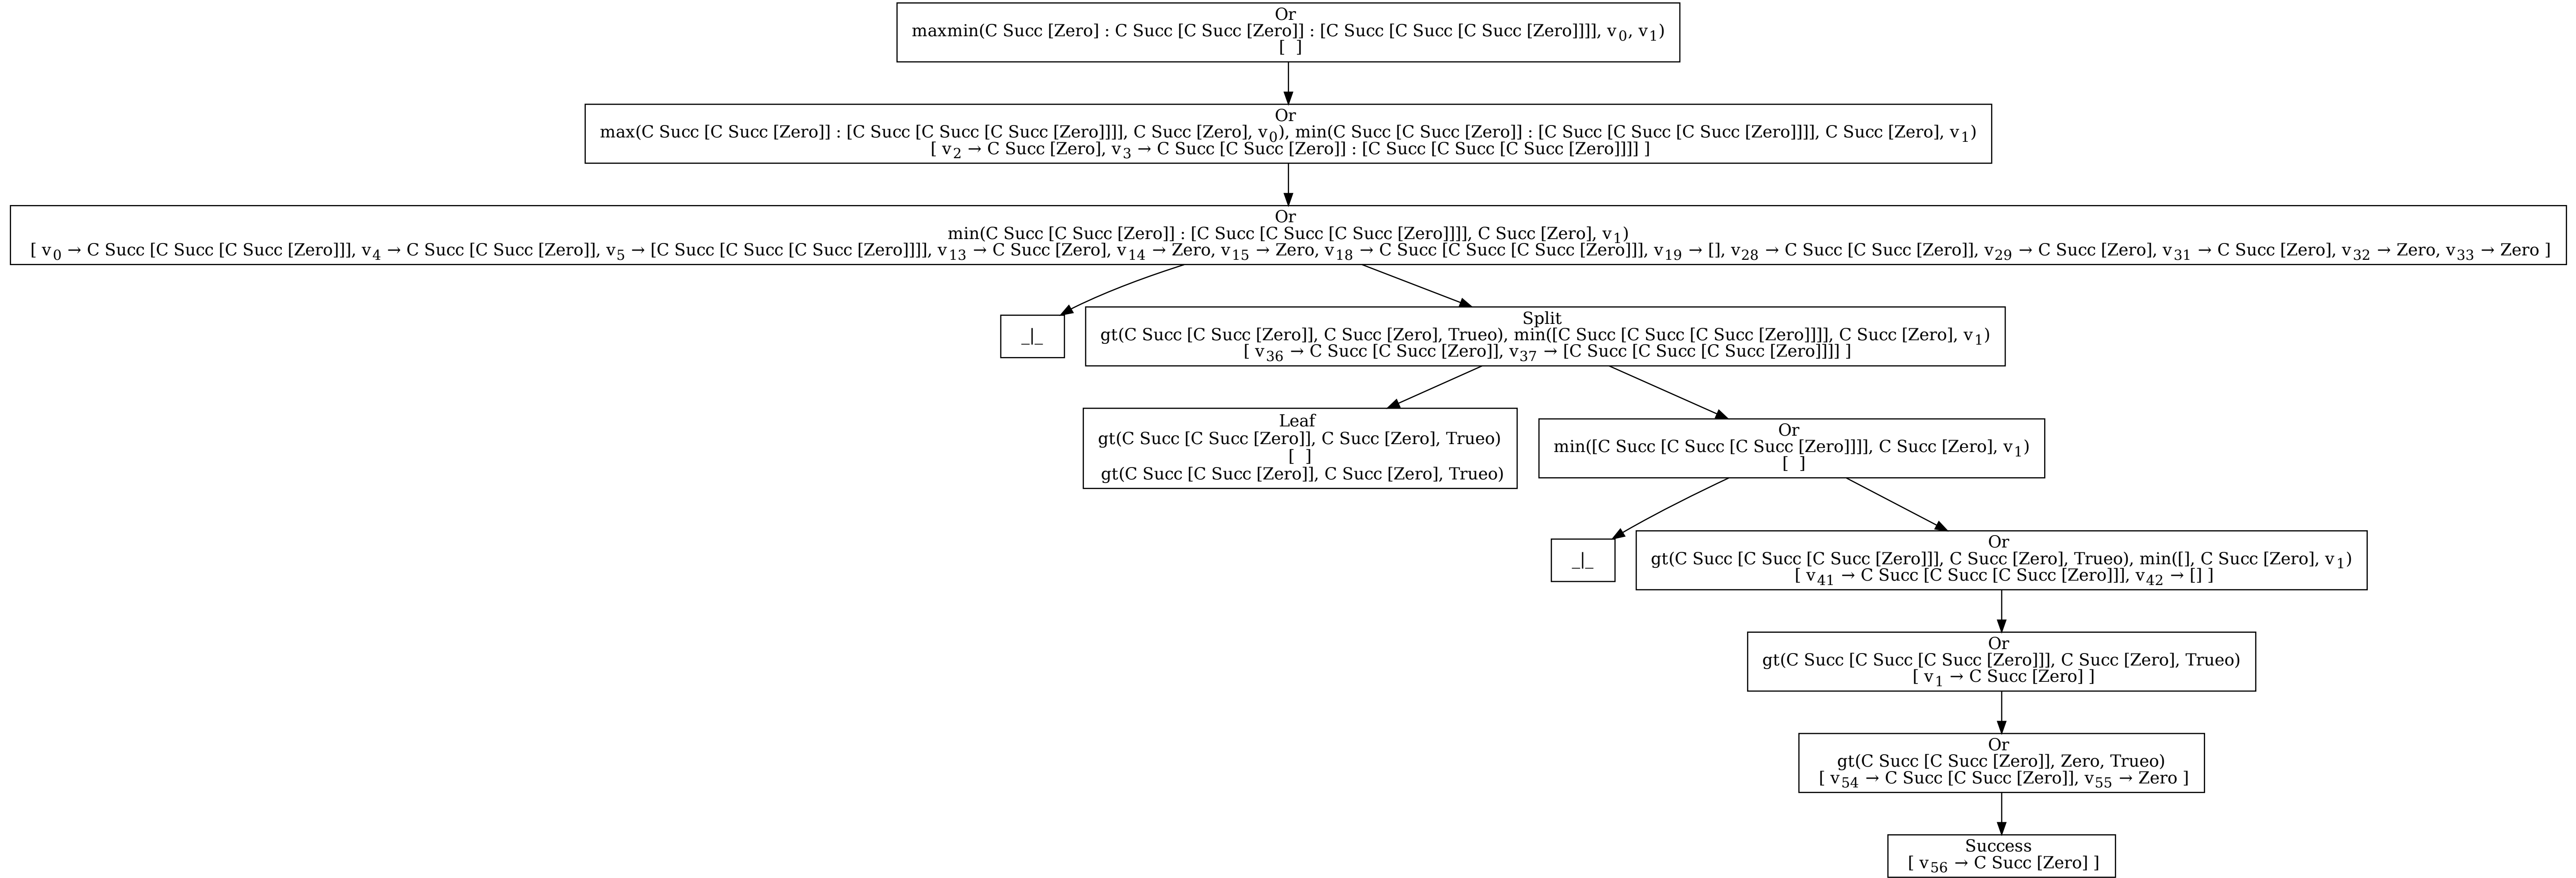 Or
maxmin(C Succ [Zero] : C Succ [C Succ [Zero]] : [C Succ [C Succ [C Succ [Zero]]]], v0, v1)
[ ]
Or
max(C Succ [C Succ [Zero]] : [C Succ [C Succ [C Succ [Zero]]]], C Succ [Zero], v0), min(C Succ [C Succ [Zero]] : [C Succ [C Succ [C Succ [Zero]]]], C Succ [Zero], v1)
[ v2 → C Succ [Zero], v3 → C Succ [C Succ [Zero]] : [C Succ [C Succ [C Succ [Zero]]]] ]
Or
min(C Succ [C Succ [Zero]] : [C Succ [C Succ [C Succ [Zero]]]], C Succ [Zero], v1)
[ v0 → C Succ [C Succ [C Succ [Zero]]], v4 → C Succ [C Succ [Zero]], v5 → [C Succ [C Succ [C Succ [Zero]]]], v13 → C Succ [Zero], v14 → Zero, v15 → Zero, v18 → C Succ [C Succ [C Succ [Zero]]], v19 → [], v28 → C Succ [C Succ [Zero]], v29 → C Succ [Zero], v31 → C Succ [Zero], v32 → Zero, v33 → Zero ]
_|_
Split
gt(C Succ [C Succ [Zero]], C Succ [Zero], Trueo), min([C Succ [C Succ [C Succ [Zero]]]], C Succ [Zero], v1)
[ v36 → C Succ [C Succ [Zero]], v37 → [C Succ [C Succ [C Succ [Zero]]]] ]
Leaf
gt(C Succ [C Succ [Zero]], C Succ [Zero], Trueo)
[ ]
gt(C Succ [C Succ [Zero]], C Succ [Zero], Trueo)
Or
min([C Succ [C Succ [C Succ [Zero]]]], C Succ [Zero], v1)
[ ]
_|_
Or
gt(C Succ [C Succ [C Succ [Zero]]], C Succ [Zero], Trueo), min([], C Succ [Zero], v1)
[ v41 → C Succ [C Succ [C Succ [Zero]]], v42 → [] ]
Or
gt(C Succ [C Succ [C Succ [Zero]]], C Succ [Zero], Trueo)
[ v1 → C Succ [Zero] ]
Or
gt(C Succ [C Succ [Zero]], Zero, Trueo)
[ v54 → C Succ [C Succ [Zero]], v55 → Zero ]
Success
[ v56 → C Succ [Zero] ]